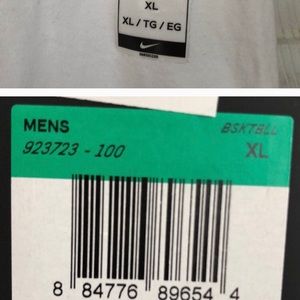 XL
XL / TG / EG
MENS BSKTBLL
923723 - 100 XL
8 84776 89654 4